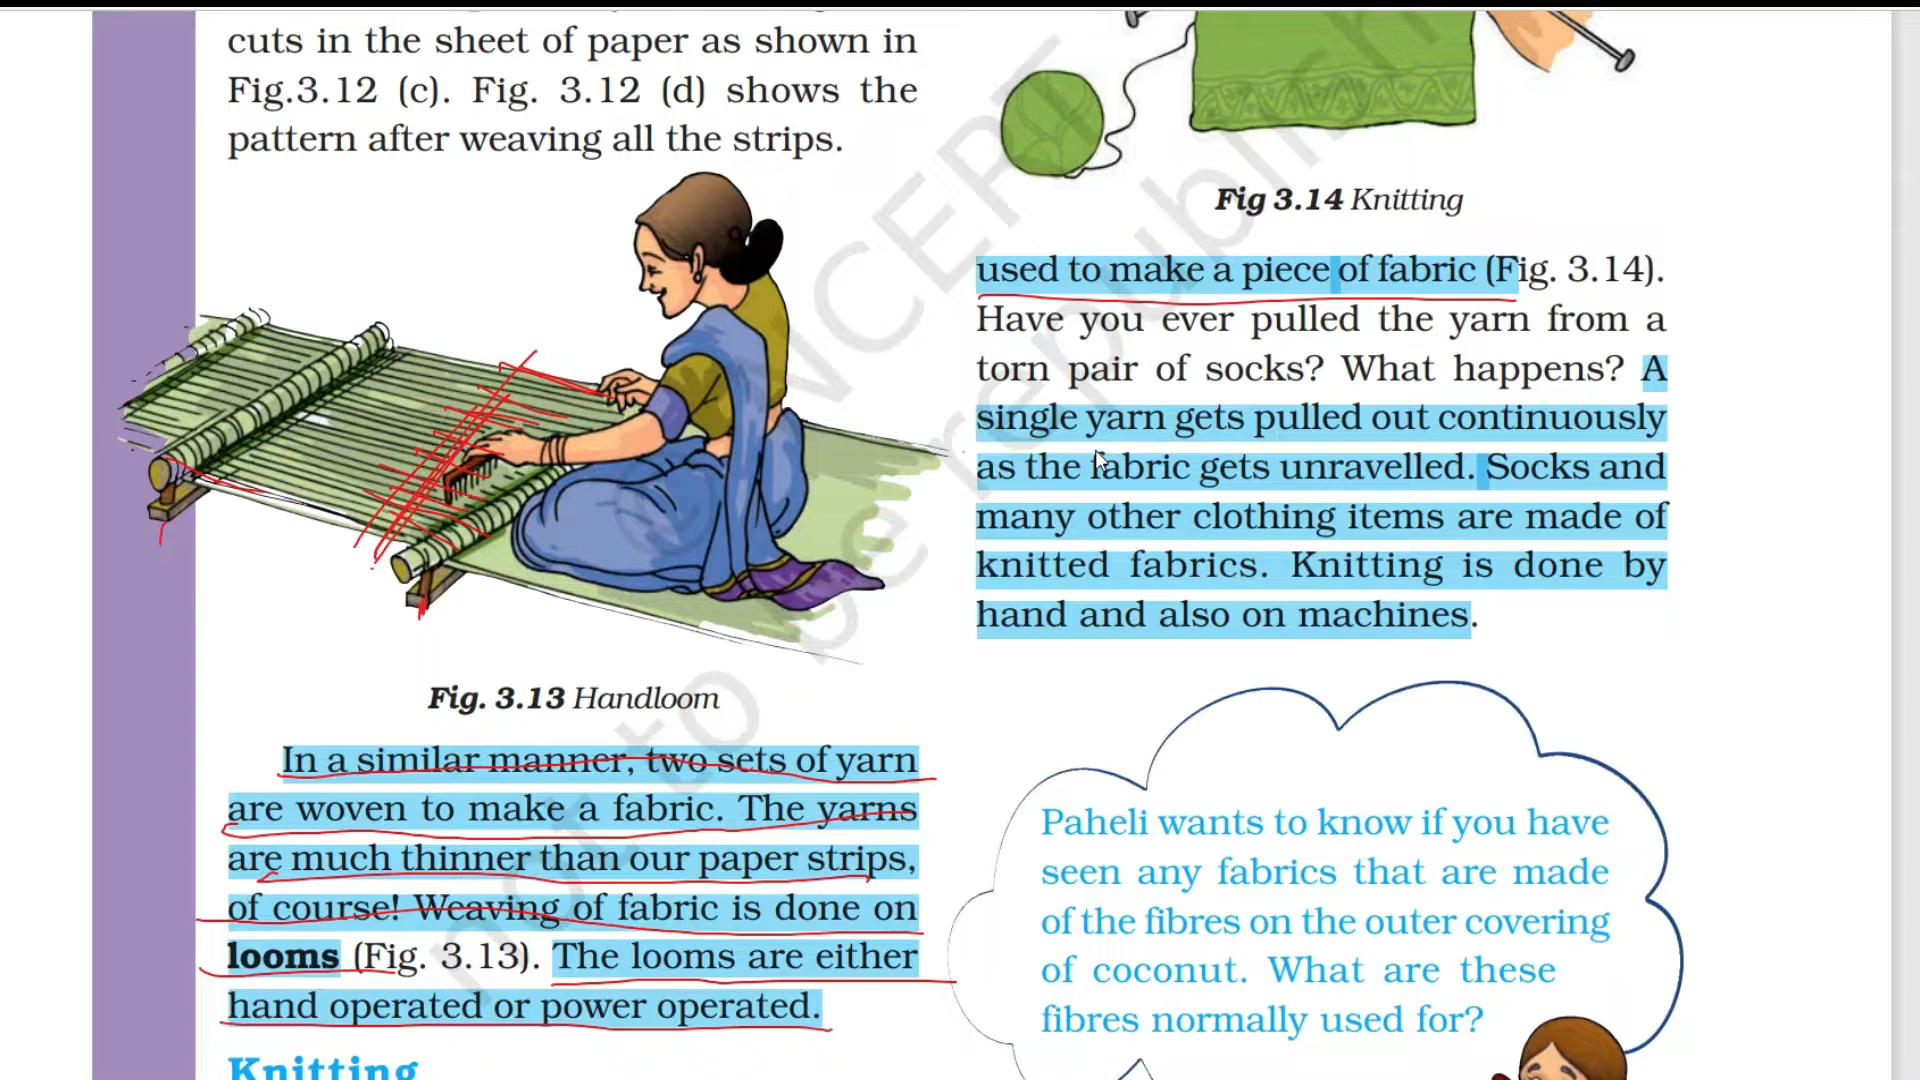 cuts in the sheet of paper as shown in
Fig.3.12 (c). Fig. 3.12 (d) shows the
pattern after weaving all the strips.
Fig. 3.13 Handloom
In a similar manner, two sets of yarn
are woven to make a fabric. The yarns
are much thinner than our paper strips,
of course! Weaving of fabric is done on
looms (Fig. 3.13). The looms are either
hand operated or power operated.
Knitting
Fig 3.14 Knitting
used to make a piece of fabric (Fig. 3.14).
Have you ever pulled the yarn from a
torn pair of socks? What happens? A
single yarn gets pulled out continuously
as the fabric gets unravelled. Socks and
many other clothing items are made of
knitted fabrics. Knitting is done by
hand and also on machines.
Paheli wants to know if you have
seen any fabrics that are made
of the fibres on the outer covering
of coconut. What are these
fibres normally used for?
NCERT
not to be republish